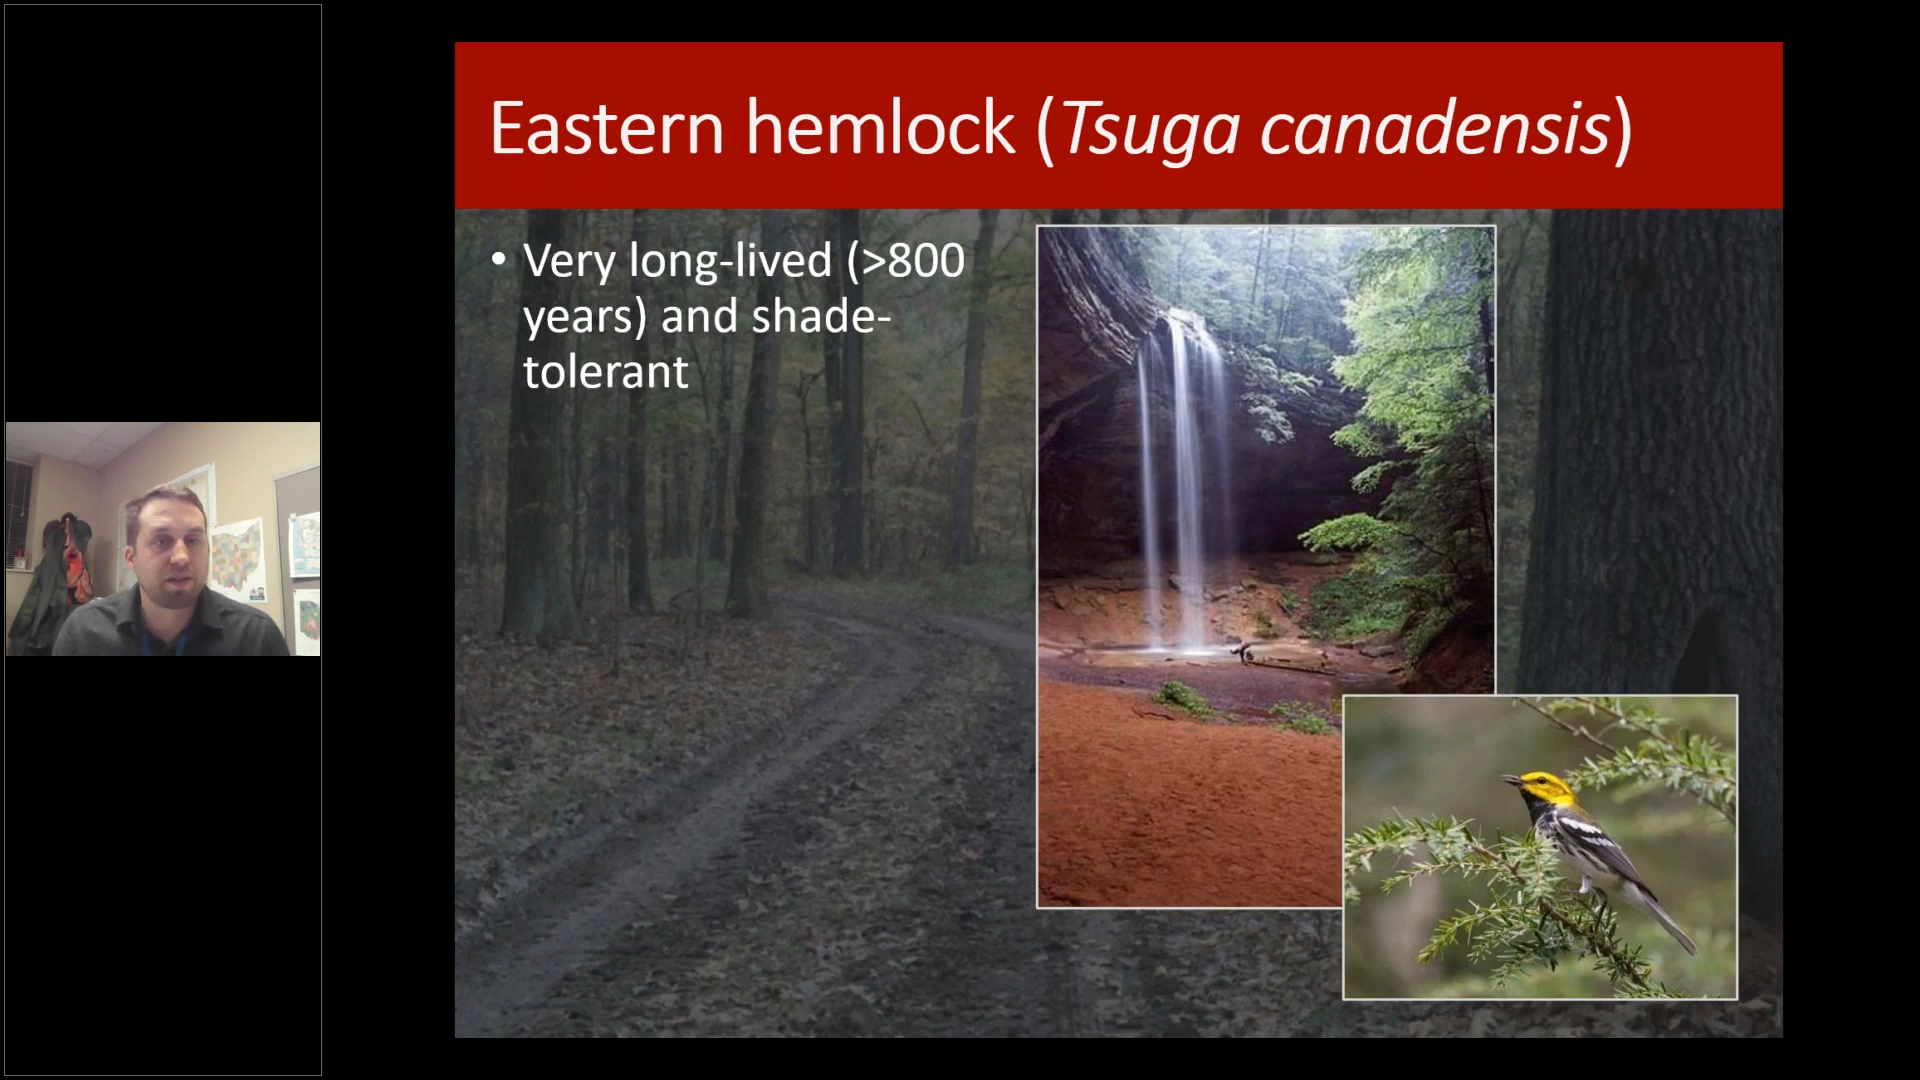 Eastern hemlock (Tsuga canadensis)
• Very long-lived (>800
years) and shade-
tolerant